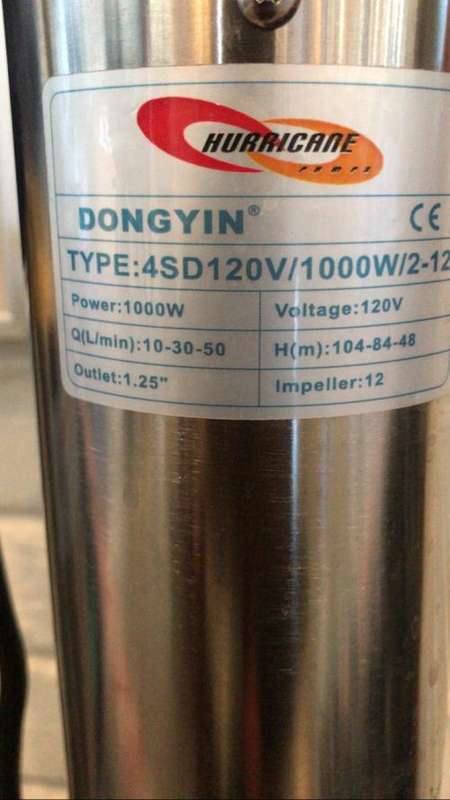 HURRICANE
PUMPS
DONGYIN® CE
TYPE:4SD120V/1000W/2-12
Power:1000W Voltage:120V
Q(L/min):10-30-50 H(m):104-84-48
Outlet:1.25" Impeller:12